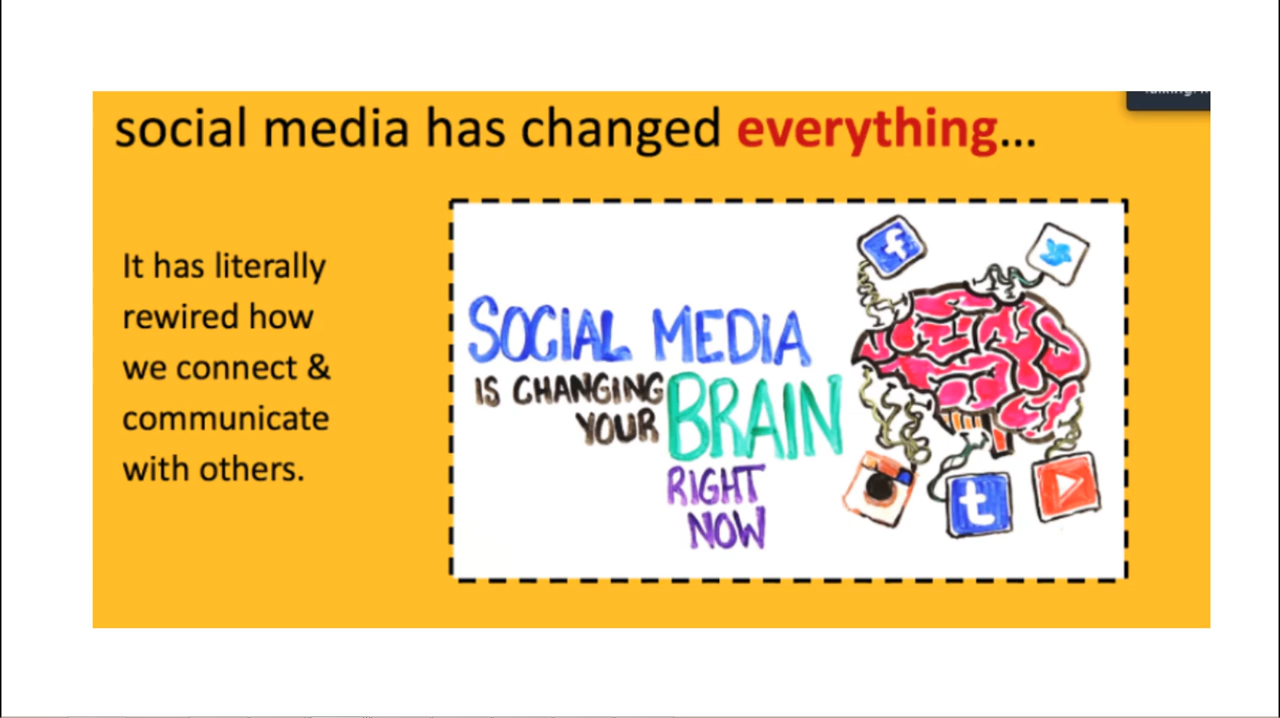 social media has changed everything...
It has literally
rewired how
we connect &
communicate
with others.
SOCIAL MEDIA
IS CHANGING
YOUR BRAIN
RIGHT
NOW
f
t